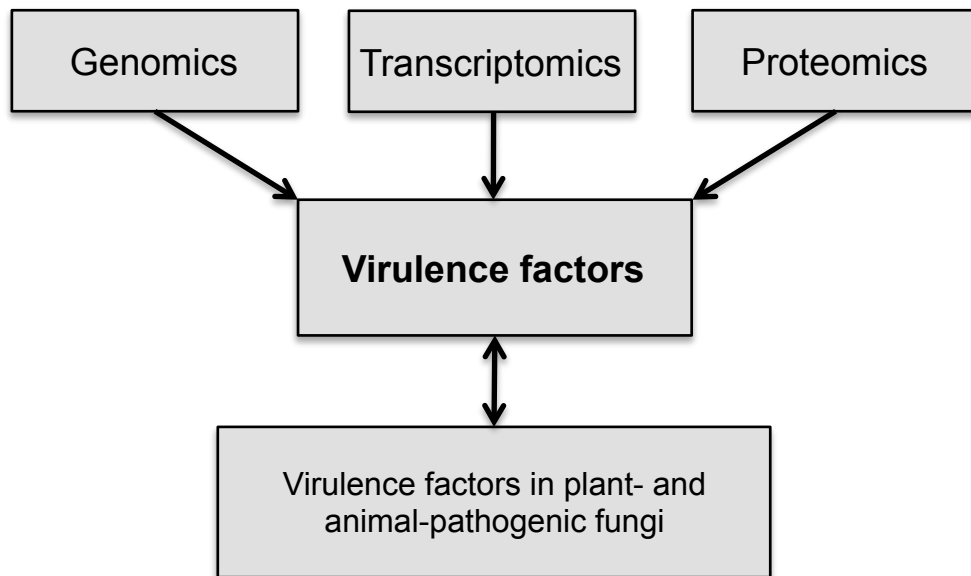 Genomics
Transcriptomics
Proteomics
Virulence factors
Virulence factors in plant- and
animal-pathogenic fungi